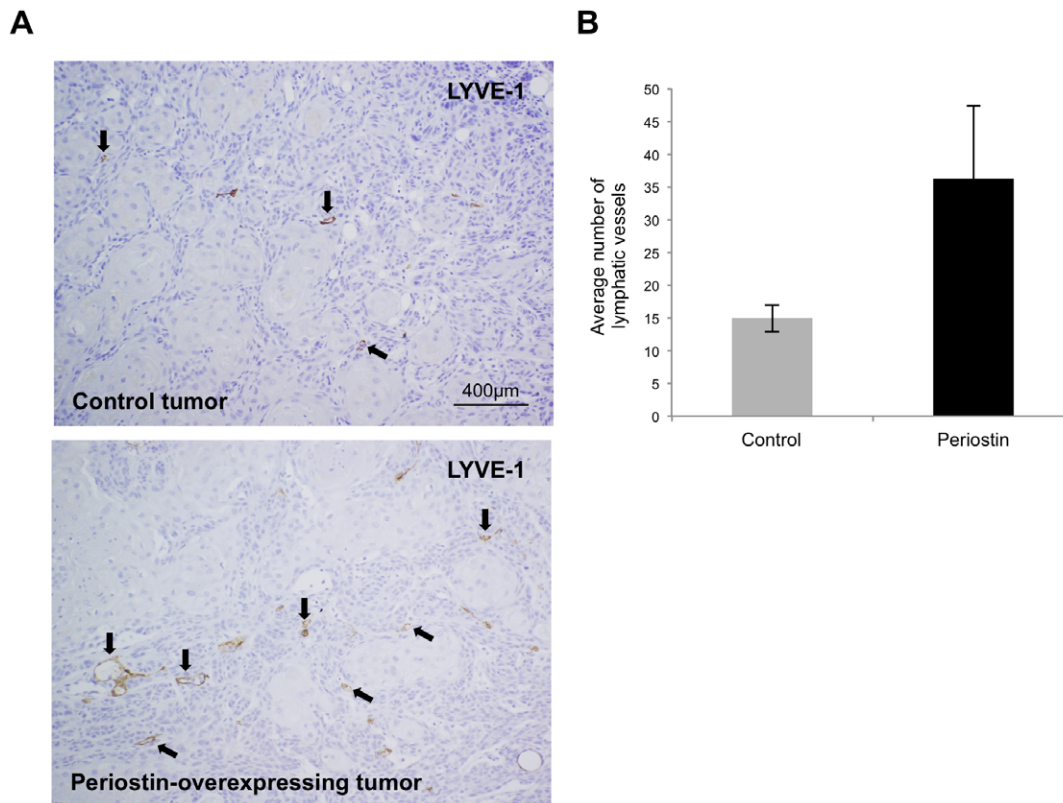 A
LYVE-1
Control tumor
400µm
LYVE-1
Periostin-overexpressing tumor
B
Average number of
lymphatic vessels
50
45
40
35
30
25
20
15
10
5
0
Control
Periostin